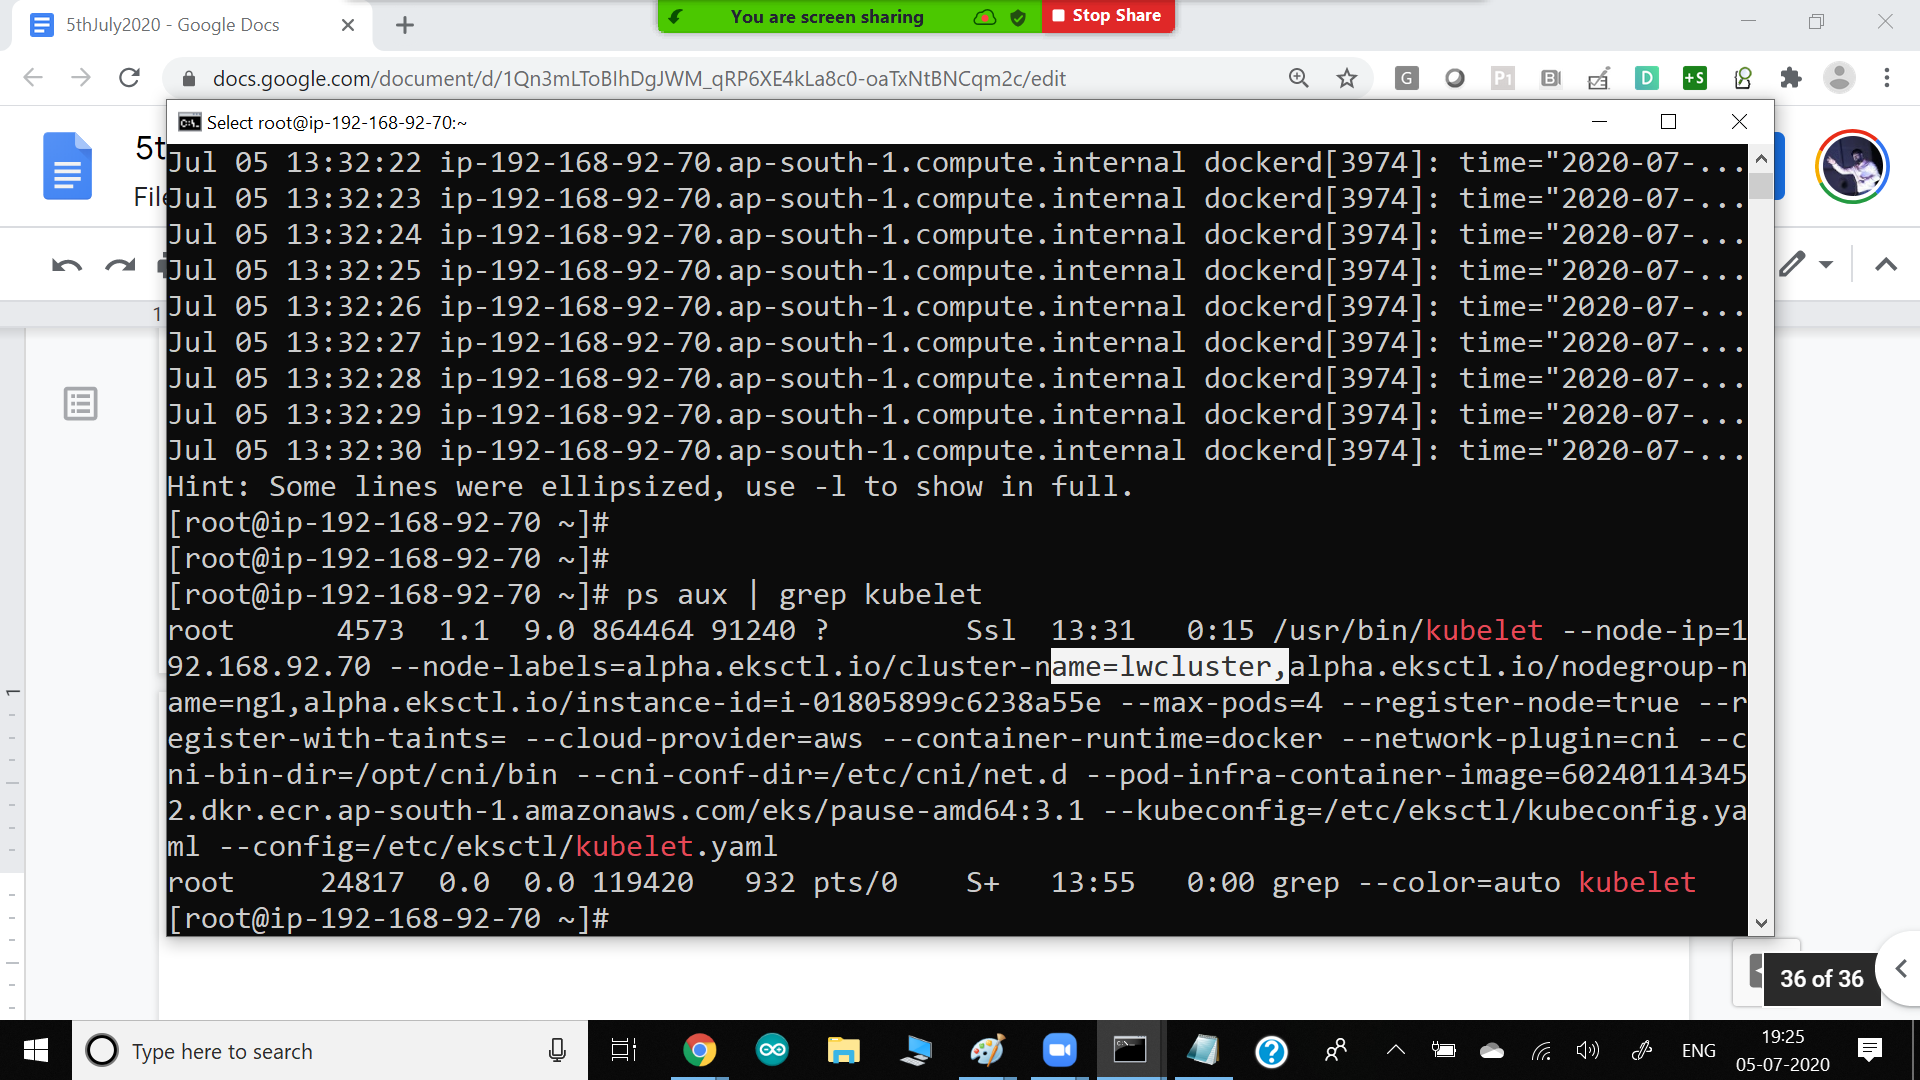 5thJuly2020 - Google Docs
You are screen sharing
Stop Share
docs.google.com/document/d/1Qn3mLToBIhDgJWM_qRP6XE4kLa8c0-oaTxNtBNCqm2c/edit
Select root@ip-192-168-92-70:~
5t
File
1
Jul 05 13:32:22 ip-192-168-92-70.ap-south-1.compute.internal dockerd[3974]: time="2020-07-...
Jul 05 13:32:23 ip-192-168-92-70.ap-south-1.compute.internal dockerd[3974]: time="2020-07-...
Jul 05 13:32:24 ip-192-168-92-70.ap-south-1.compute.internal dockerd[3974]: time="2020-07-...
Jul 05 13:32:25 ip-192-168-92-70.ap-south-1.compute.internal dockerd[3974]: time="2020-07-...
Jul 05 13:32:26 ip-192-168-92-70.ap-south-1.compute.internal dockerd[3974]: time="2020-07-...
Jul 05 13:32:27 ip-192-168-92-70.ap-south-1.compute.internal dockerd[3974]: time="2020-07-...
Jul 05 13:32:28 ip-192-168-92-70.ap-south-1.compute.internal dockerd[3974]: time="2020-07-...
Jul 05 13:32:29 ip-192-168-92-70.ap-south-1.compute.internal dockerd[3974]: time="2020-07-...
Jul 05 13:32:30 ip-192-168-92-70.ap-south-1.compute.internal dockerd[3974]: time="2020-07-...
Hint: Some lines were ellipsized, use -l to show in full.
[root@ip-192-168-92-70 ~]#
[root@ip-192-168-92-70 ~]#
[root@ip-192-168-92-70 ~]# ps aux | grep kubelet
root      4573  1.1  9.0 864464 91240 ?        Ssl  13:31   0:15 /usr/bin/kubelet --node-ip=1
92.168.92.70 --node-labels=alpha.eksctl.io/cluster-name=lwcluster,alpha.eksctl.io/nodegroup-n
ame=ng1,alpha.eksctl.io/instance-id=i-01805899c6238a55e --max-pods=4 --register-node=true --r
egister-with-taints= --cloud-provider=aws --container-runtime=docker --network-plugin=cni --c
ni-bin-dir=/opt/cni/bin --cni-conf-dir=/etc/cni/net.d --pod-infra-container-image=60240114345
2.dkr.ecr.ap-south-1.amazonaws.com/eks/pause-amd64:3.1 --kubeconfig=/etc/eksctl/kubeconfig.ya
ml --config=/etc/eksctl/kubelet.yaml
root     24817  0.0  0.0 119420   932 pts/0    S+   13:55   0:00 grep --color=auto kubelet
[root@ip-192-168-92-70 ~]#
1
36 of 36
Type here to search
ENG
19:25
05-07-2020